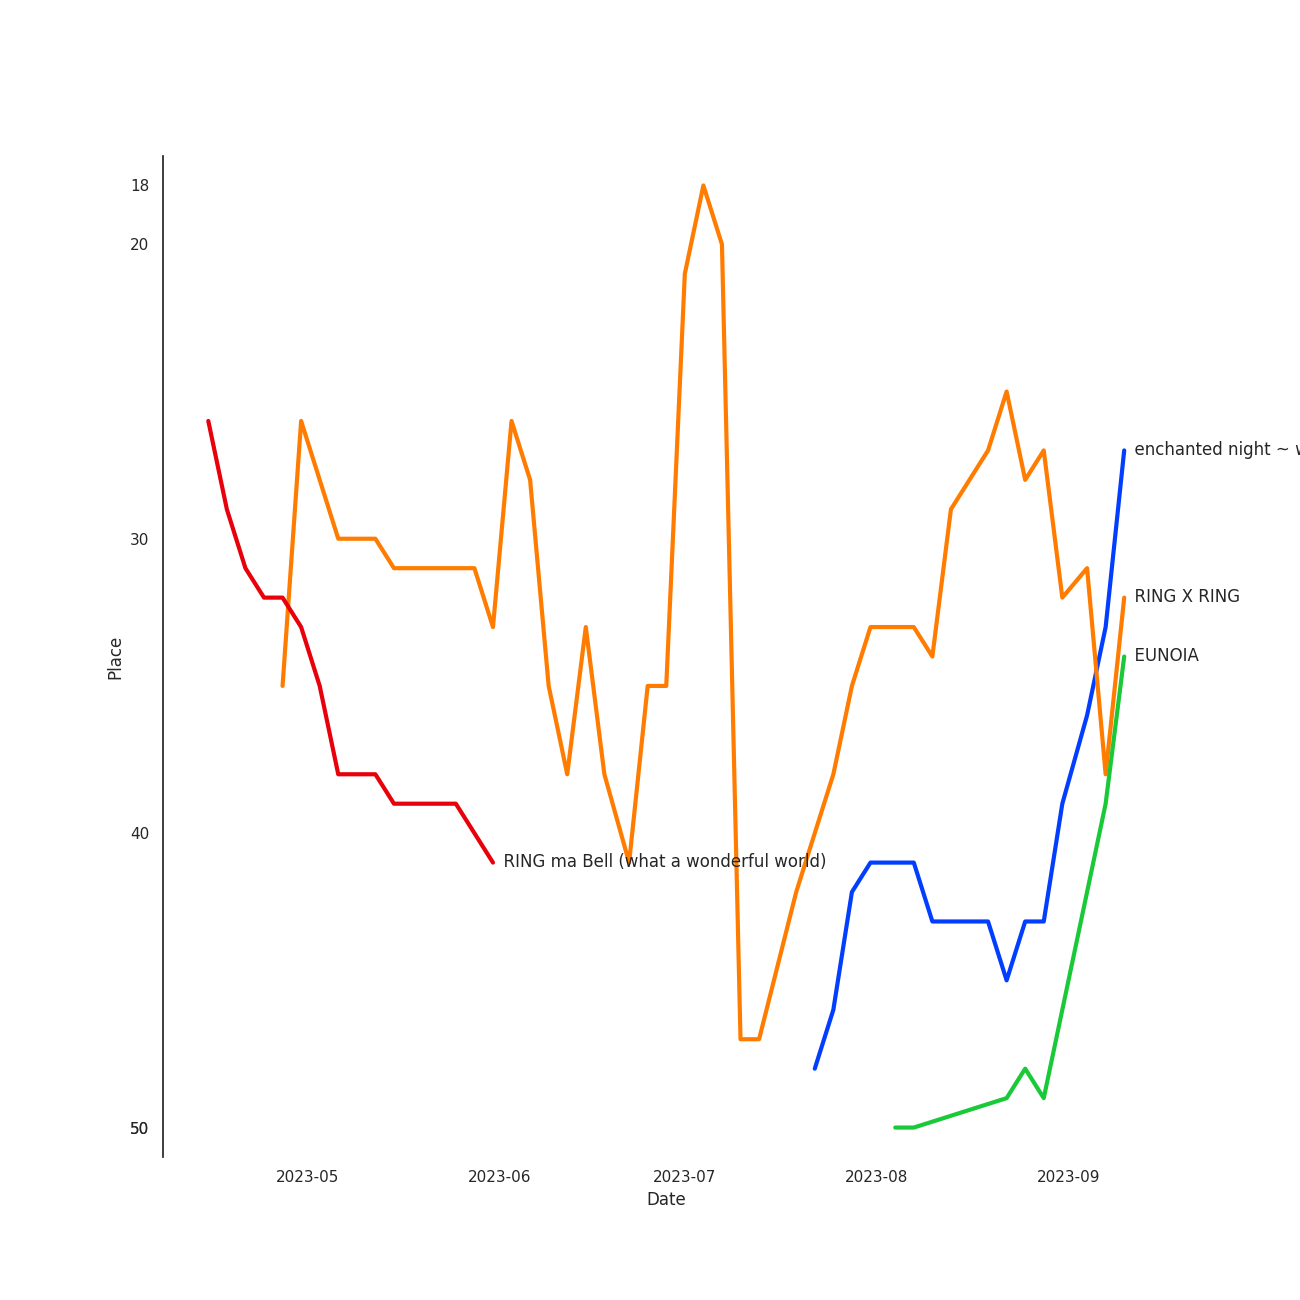 18
20
30
40
50
Place
enchanted night ~
RING X RING
EUNOIA
RING ma Bell (what a wonderful world)
2023-05 2023-06 2023-07 2023-08 2023-09
Date